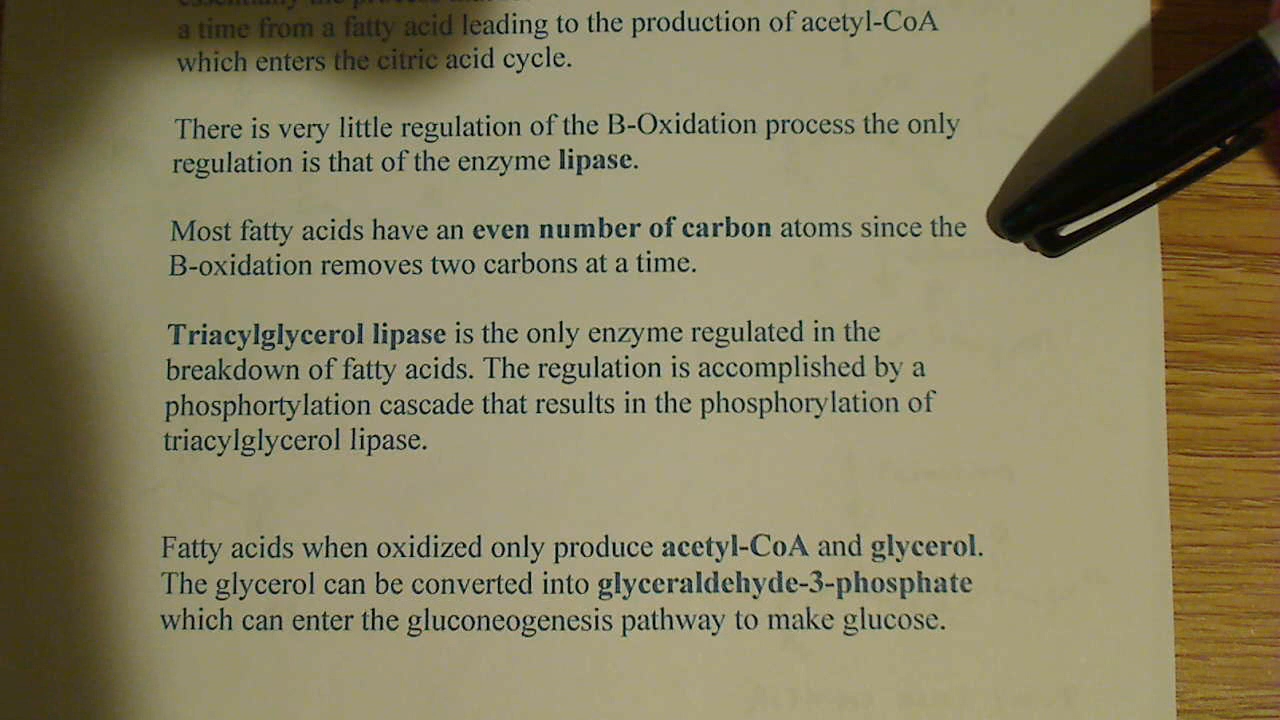 essentially the process
a time from a fatty acid leading to the production of acetyl-CoA
which enters the citric acid cycle.
There is very little regulation of the B-Oxidation process the only
regulation is that of the enzyme lipase.
Most fatty acids have an even number of carbon atoms since the
B-oxidation removes two carbons at a time.
Triacylglycerol lipase is the only enzyme regulated in the
breakdown of fatty acids. The regulation is accomplished by a
phosphortylation cascade that results in the phosphorylation of
triacylglycerol lipase.
Fatty acids when oxidized only produce acetyl-CoA and glycerol.
The glycerol can be converted into glyceraldehyde-3-phosphate
which can enter the gluconeogenesis pathway to make glucose.